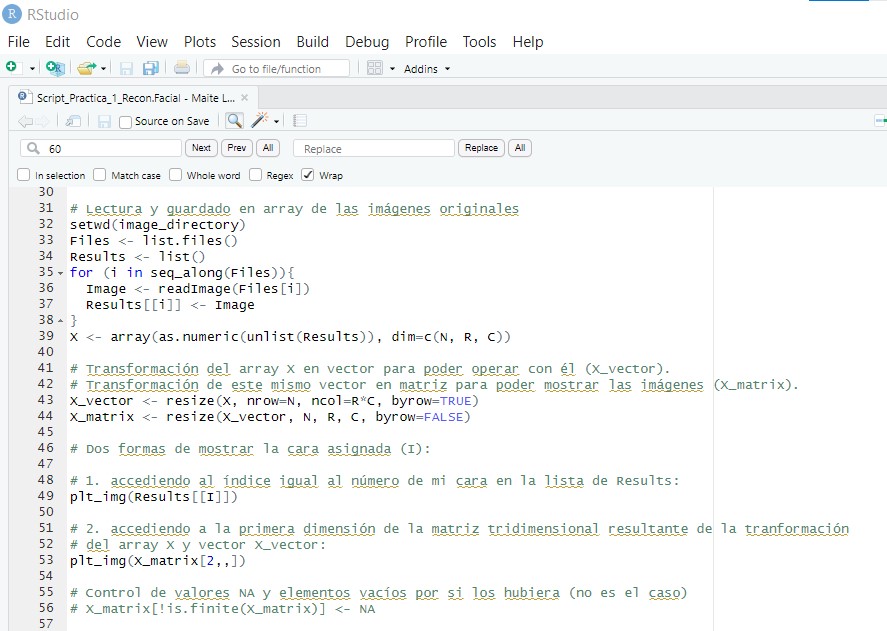 RStudio
File Edit Code View Plots Session Build Debug Profile Tools Help
Go to file/function Addins
Script_Practica_1_Recon.Facial - Maite L...
Source on Save
60 Next Prev All Replace Replace All
In selection Match case Whole word Regex Wrap
30
31 # Lectura y guardado en array de las imágenes originales
32 setwd(image_directory)
33 Files <- list.files()
34 Results <- list()
35 for (i in seq_along(Files)){
36   Image <- readImage(Files[i])
37   Results[[i]] <- Image
38 }
39 X <- array(as.numeric(unlist(Results)), dim=c(N, R, C))
40
41 # Transformación del array X en vector para poder operar con él (X_vector).
42 # Transformación de este mismo vector en matriz para poder mostrar las imágenes (X_matrix).
43 X_vector <- resize(X, nrow=N, ncol=R*C, byrow=TRUE)
44 X_matrix <- resize(X_vector, N, R, C, byrow=FALSE)
45
46 # Dos formas de mostrar la cara asignada (I):
47
48 # 1. accediendo al índice igual al número de mi cara en la lista de Results:
49 plt_img(Results[[I]])
50
51 # 2. accediendo a la primera dimensión de la matriz tridimensional resultante de la tranformación
52 # del array X y vector X_vector:
53 plt_img(X_matrix[2,,])
54
55 # Control de valores NA y elementos vacíos por si los hubiera (no es el caso)
56 # X_matrix[!is.finite(X_matrix)] <- NA
57